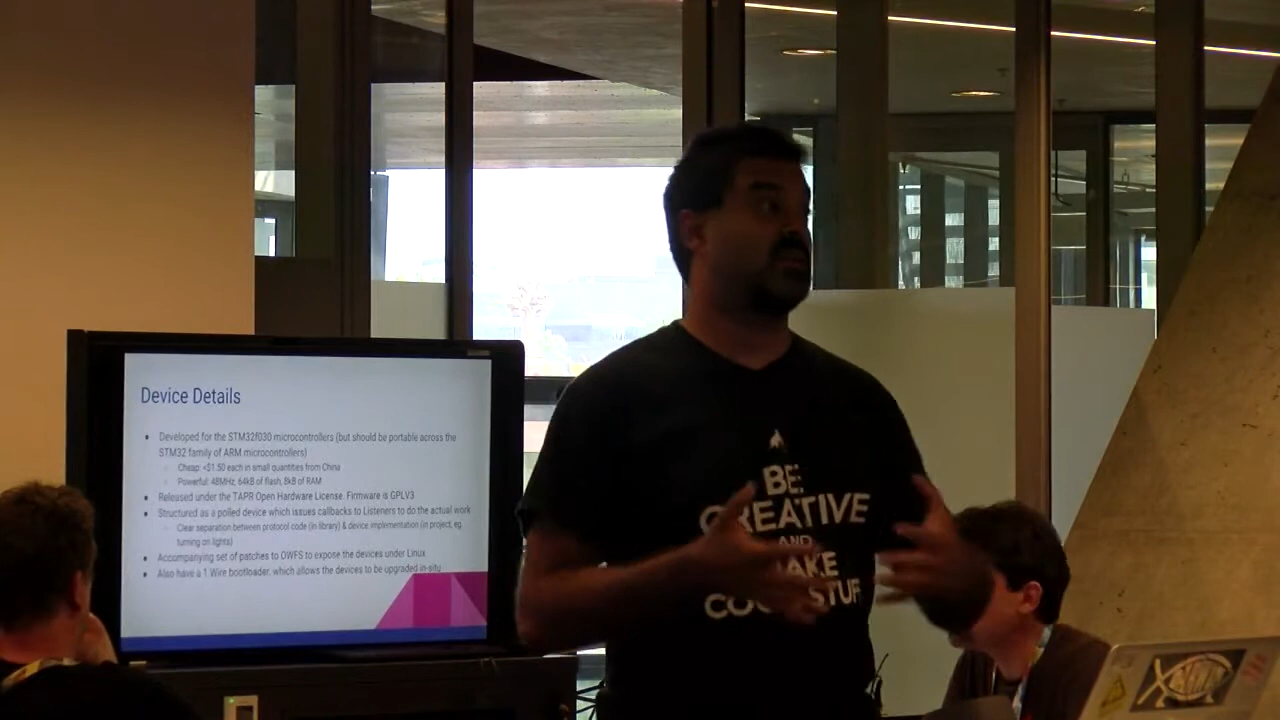 Device Details
Developed for the STM32f030 microcontrollers (but should be portable across the
STM32 family of ARM microcontrollers)
Cheap: <$1.50 each in small quantities from China
Powerful: 48MHz, 64kB of flash, 8kB of RAM
Released under the TAPR Open Hardware License. Firmware is GPLV3
Structured as a polled device which issues callbacks to Listeners to do the actual work
Clear separation between protocol code (in library) & device implementation (in project, eg.
turning on lights)
Accompanying set of patches to OWFS to expose the devices under Linux
Also have a 1 Wire bootloader, which allows the devices to be upgraded in-situ
BE
CREATIVE
AND
MAKE
COOL STUF